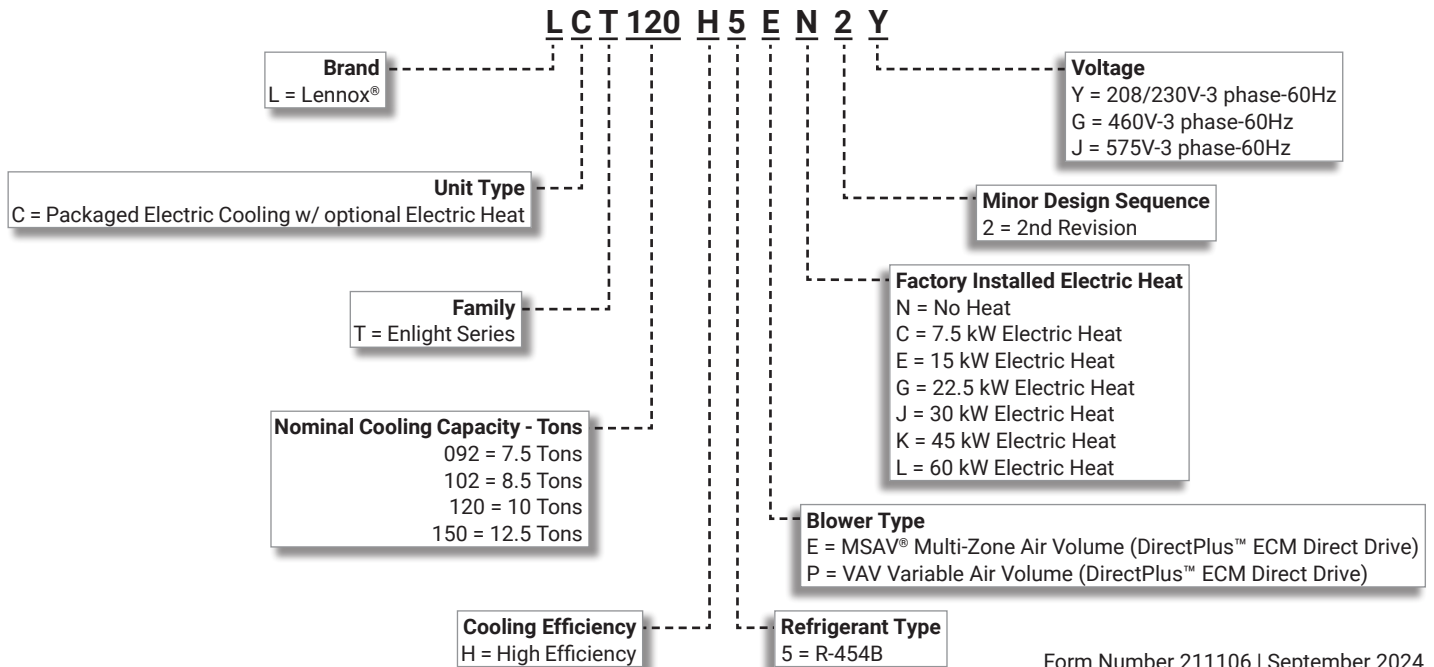 L C T 120 H 5 E N 2 Y
Brand
L = Lennox®
Unit Type
C = Packaged Electric Cooling w/ optional Electric Heat
Family
T = Enlight Series
Nominal Cooling Capacity - Tons
092 = 7.5 Tons
102 = 8.5 Tons
120 = 10 Tons
150 = 12.5 Tons
Cooling Efficiency
H = High Efficiency
Refrigerant Type
5 = R-454B
Blower Type
E = MSAV® Multi-Zone Air Volume (DirectPlus™ ECM Direct Drive)
P = VAV Variable Air Volume (DirectPlus™ ECM Direct Drive)
Factory Installed Electric Heat
N = No Heat
C = 7.5 kW Electric Heat
E = 15 kW Electric Heat
G = 22.5 kW Electric Heat
J = 30 kW Electric Heat
K = 45 kW Electric Heat
L = 60 kW Electric Heat
Minor Design Sequence
2 = 2nd Revision
Voltage
Y = 208/230V-3 phase-60Hz
G = 460V-3 phase-60Hz
J = 575V-3 phase-60Hz
Form Number 211106 | September 2024